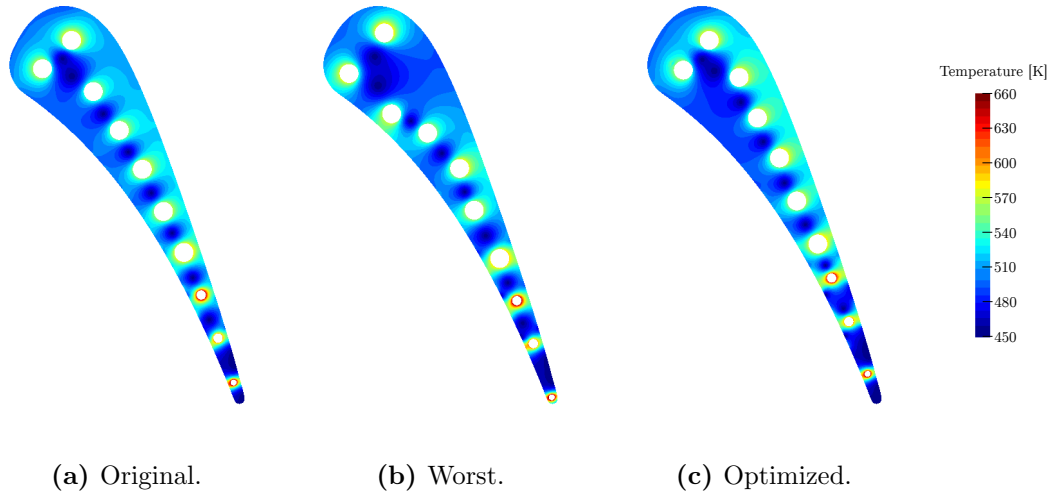 Temperature [K]
660
630
600
570
540
510
480
450
(a) Original.
(b) Worst.
(c) Optimized.